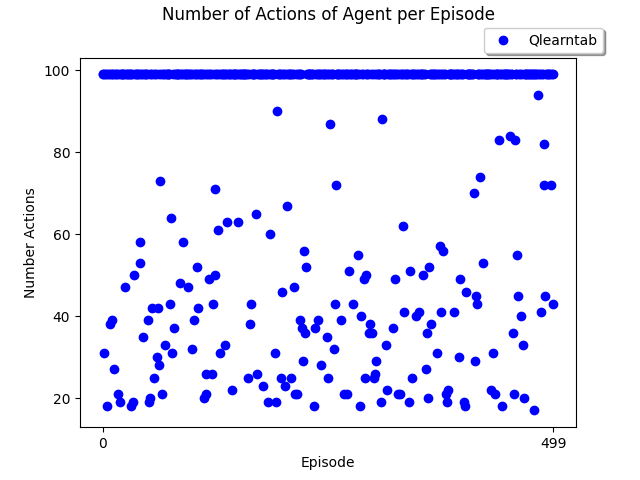 Number of Actions of Agent per Episode
Qlearntab
100
80
60
40
20
Number Actions
0
499
Episode